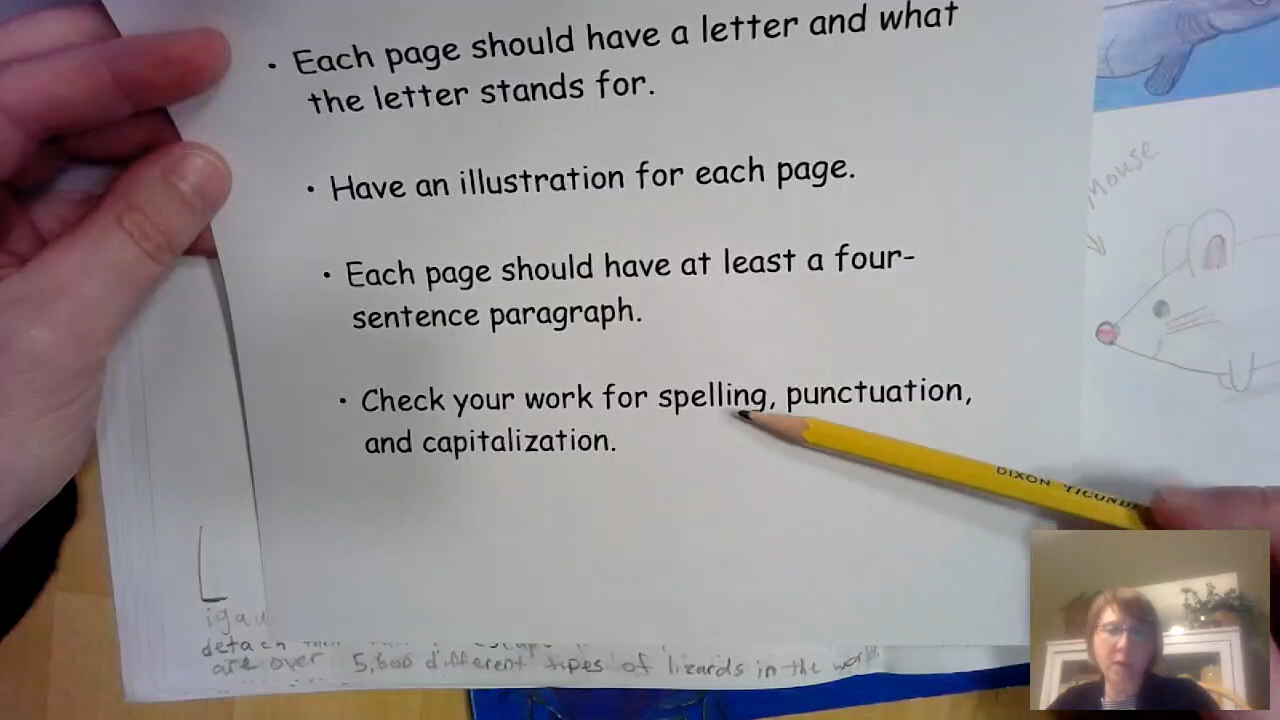 • Each page should have a letter and what
the letter stands for.
• Have an illustration for each page.
• Each page should have at least a four-
sentence paragraph.
• Check your work for spelling, punctuation,
and capitalization.
Mouse
DIXON
L
detach
are over 5,600 different types of lizards in the world